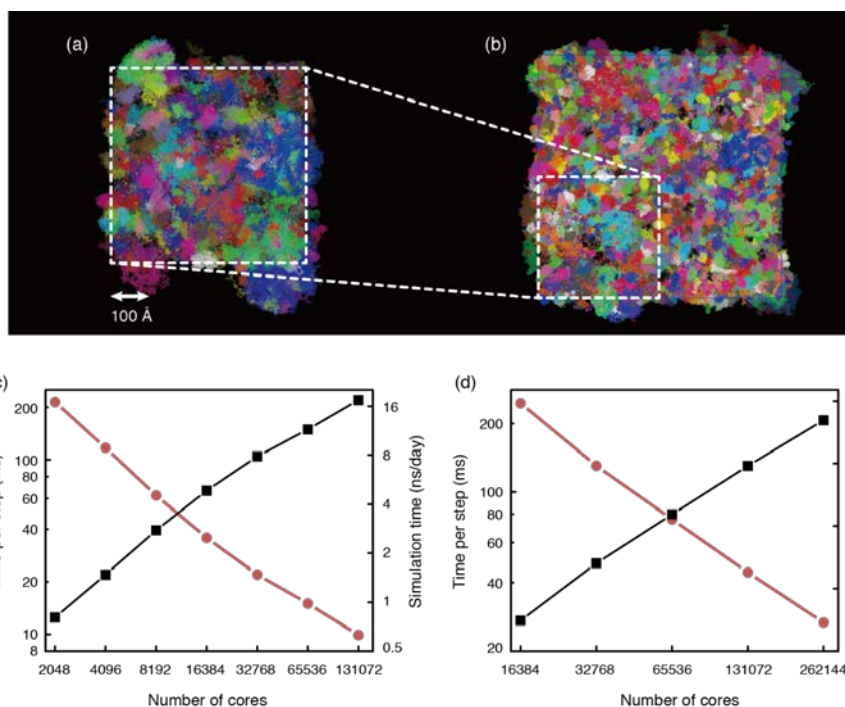 (a)
(b)
100 Å
(d)
200
100
80
60
40
20
10
8
2048 4096 8192 16384 32768 65536 131072
Number of cores
16
8
4
2
1
0.5
Simulation time (ns/day)
Time per step (ms)
200
100
80
60
40
20
16384 32768 65536 131072 262144
Number of cores